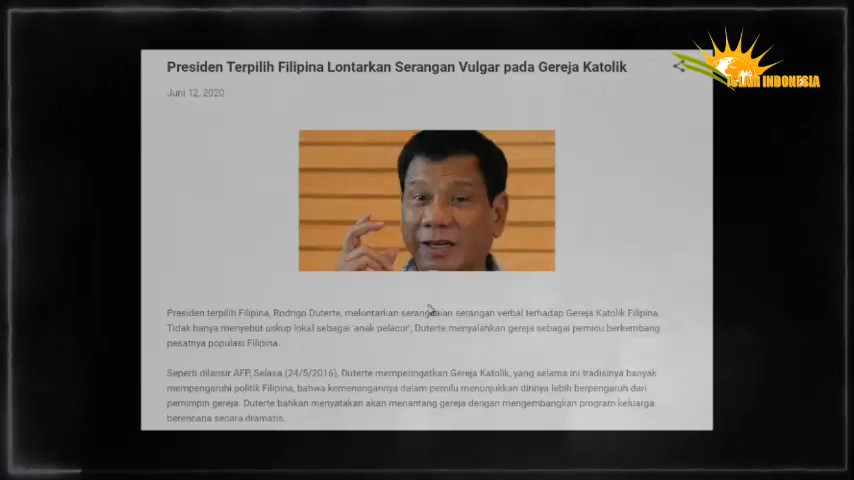 Presiden Terpilih Filipina Lontarkan Serangan Vulgar pada Gereja Katolik
Juni 12, 2020
ISLAM INDONESIA
Presiden terpilih Filipina, Rodrigo Duterte, melontarkan serangkaian serangan verbal terhadap Gereja Katolik Filipina.
Tidak hanya menyebut uskup lokal sebagai 'anak pelacur', Duterte menyalahkan gereja sebagai pemicu berkembang
pesatnya populasi Filipina.
Seperti dilansir AFP, Selasa (24/5/2016), Duterte memperingatkan Gereja Katolik, yang selama ini tradisinya banyak
mempengaruhi politik Filipina, bahwa kemenangannya dalam pemilu menunjukkan dirinya lebih berpengaruh dari
pemimpin gereja. Duterte bahkan menyatakan akan menantang gereja dengan mengembangkan program keluarga
berencana secara dramatis.